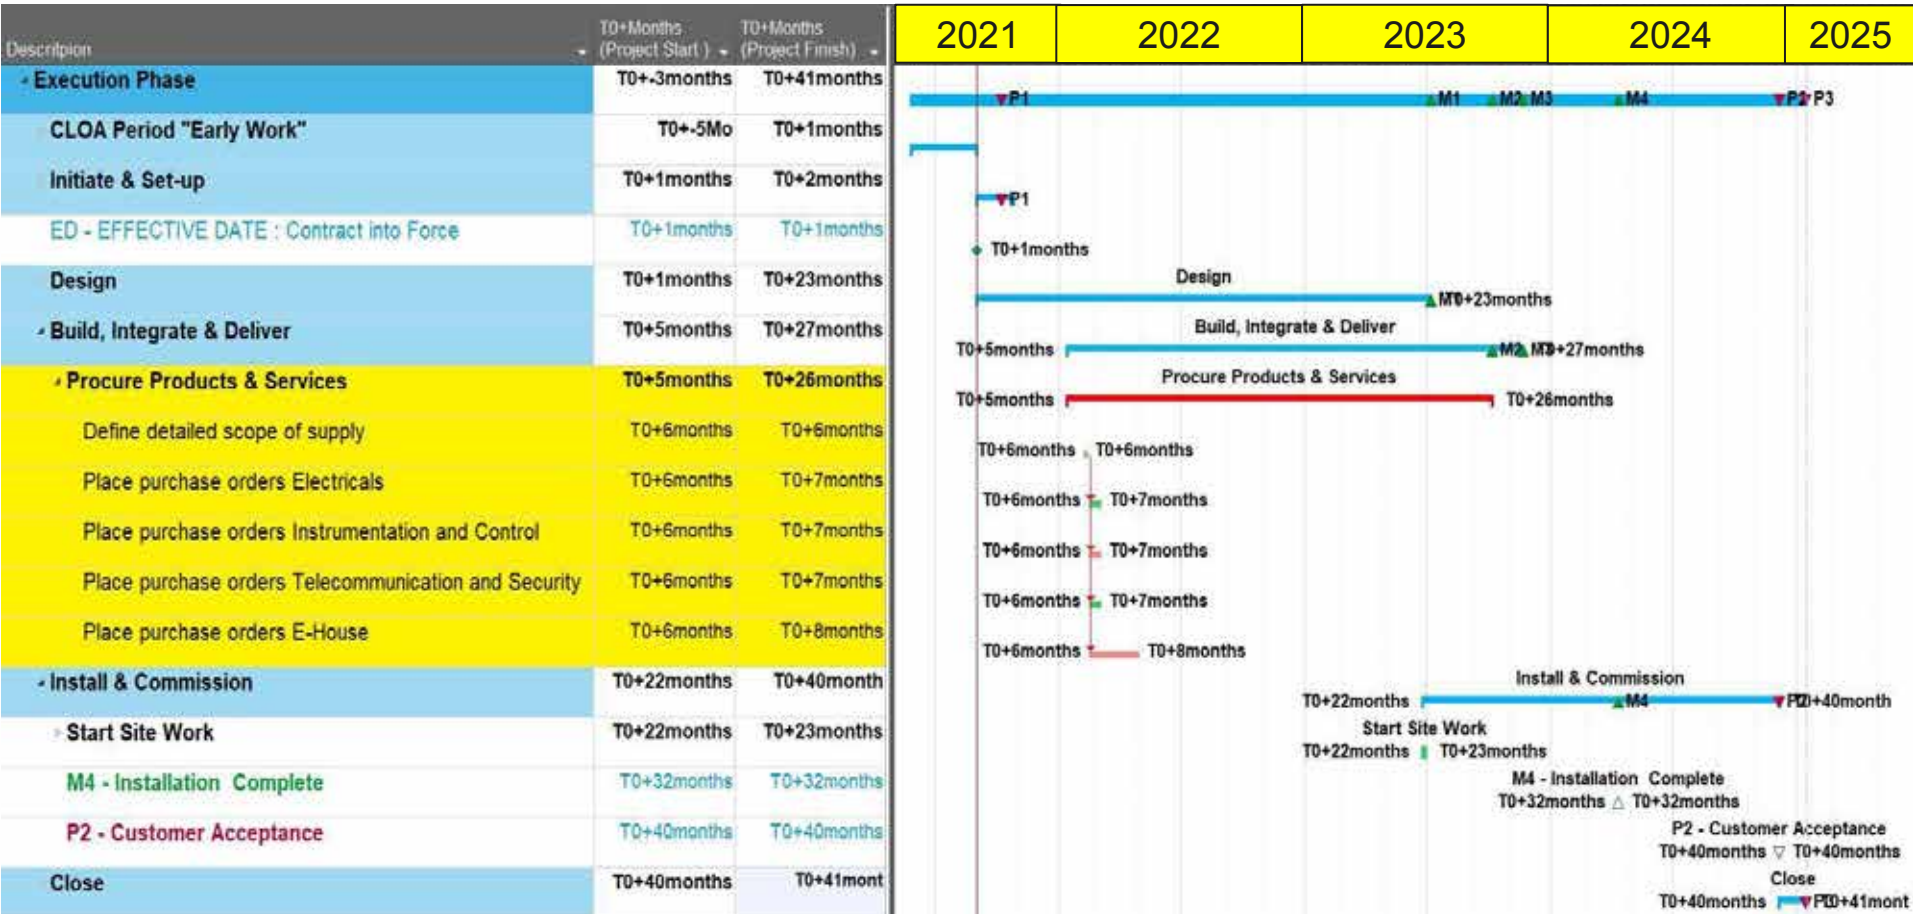 Descritpion
T0+Months (Project Start )
T0+Months (Project Finish)
2021 2022 2023 2024 2025
Execution Phase T0+-3months T0+41months P1 M1 M2 M3 M4 P2 P3
CLOA Period "Early Work" T0+-5Mo T0+1months
Initiate & Set-up T0+1months T0+2months P1
ED - EFFECTIVE DATE : Contract into Force T0+1months T0+1months T0+1months
Design
Design T0+1months T0+23months T0+23months
Build, Integrate & Deliver
Build, Integrate & Deliver T0+5months T0+27months T0+5months M2 +27months
Procure Products & Services
Procure Products & Services T0+5months T0+26months T0+5months T0+26months
Define detailed scope of supply T0+6months T0+6months T0+6months T0+6months
Place purchase orders Electricals T0+6months T0+7months T0+6months T0+7months
Place purchase orders Instrumentation and Control T0+6months T0+7months T0+6months T0+7months
Place purchase orders Telecommunication and Security T0+6months T0+7months T0+6months T0+7months
Place purchase orders E-House T0+6months T0+8months T0+6months T0+8months
Install & Commission
Install & Commission T0+22months T0+40month T0+22months M4 +40month
Start Site Work
Start Site Work T0+22months T0+23months T0+22months T0+23months
M4 - Installation Complete
M4 - Installation Complete T0+32months T0+32months T0+32months T0+32months
P2 - Customer Acceptance
P2 - Customer Acceptance T0+40months T0+40months T0+40months T0+40months
Close
Close T0+40months T0+41mont T0+40months +41mont